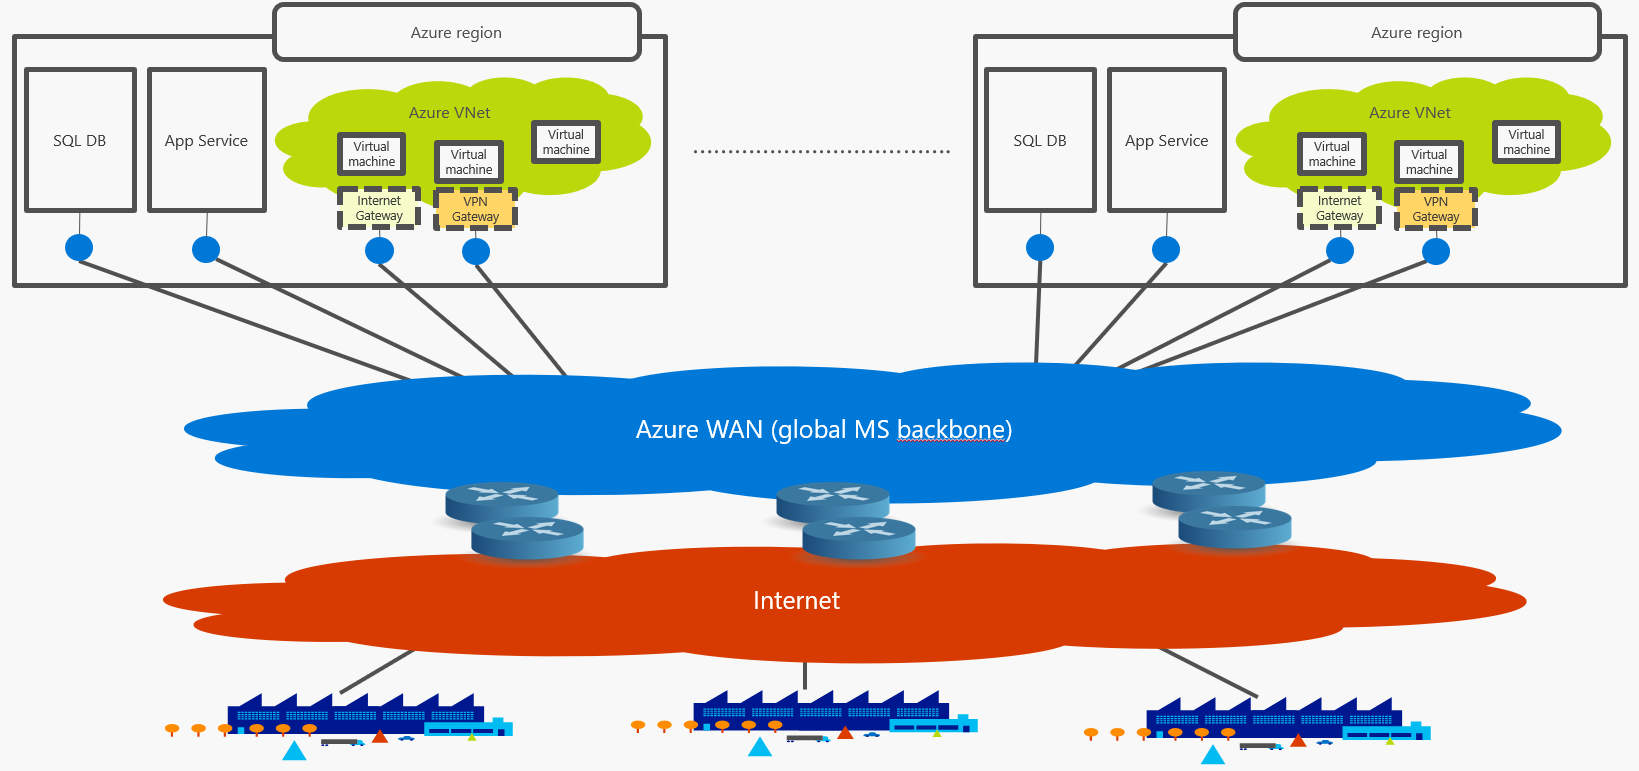 Azure region
Azure region
SQL DB
App Service
Azure VNet
Virtual
machine
Virtual
machine
Virtual
machine
Internet
Gateway
VPN
Gateway
SQL DB
App Service
Azure VNet
Virtual
machine
Virtual
machine
Virtual
machine
Internet
Gateway
VPN
Gateway
Azure WAN (global MS backbone)
Internet